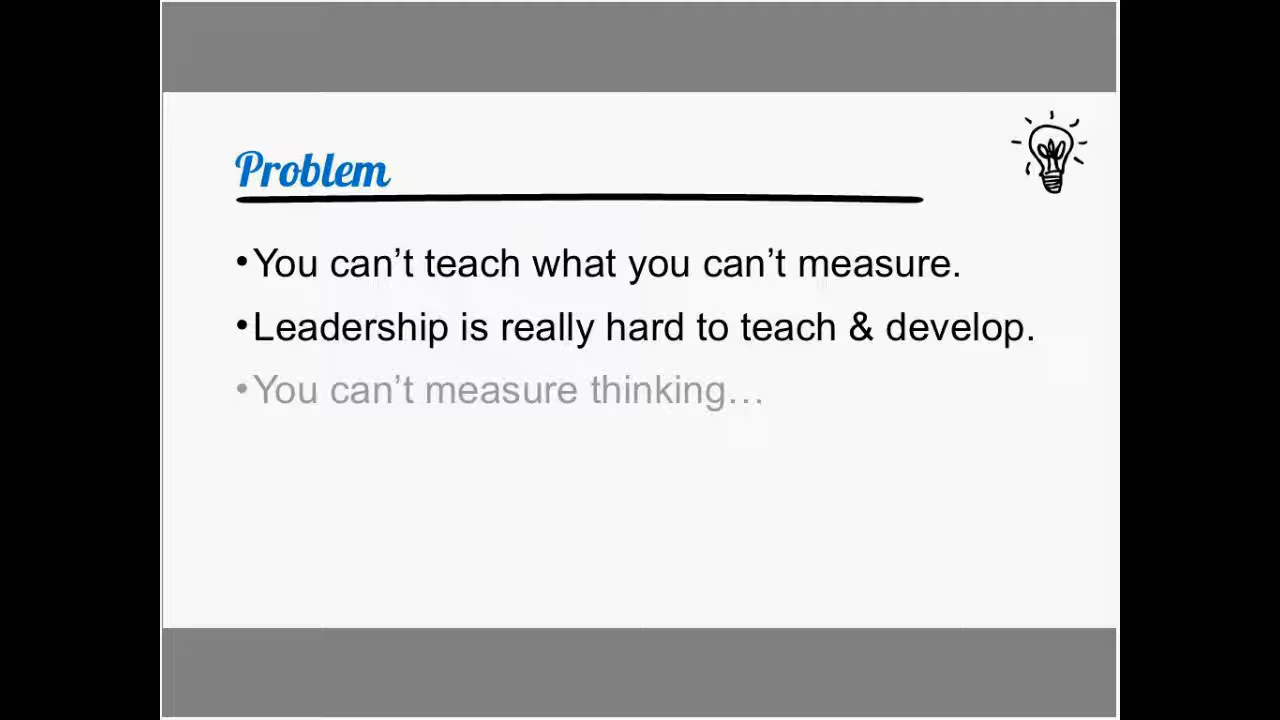 Problem
•You can’t teach what you can’t measure.
•Leadership is really hard to teach & develop.
•You can’t measure thinking…